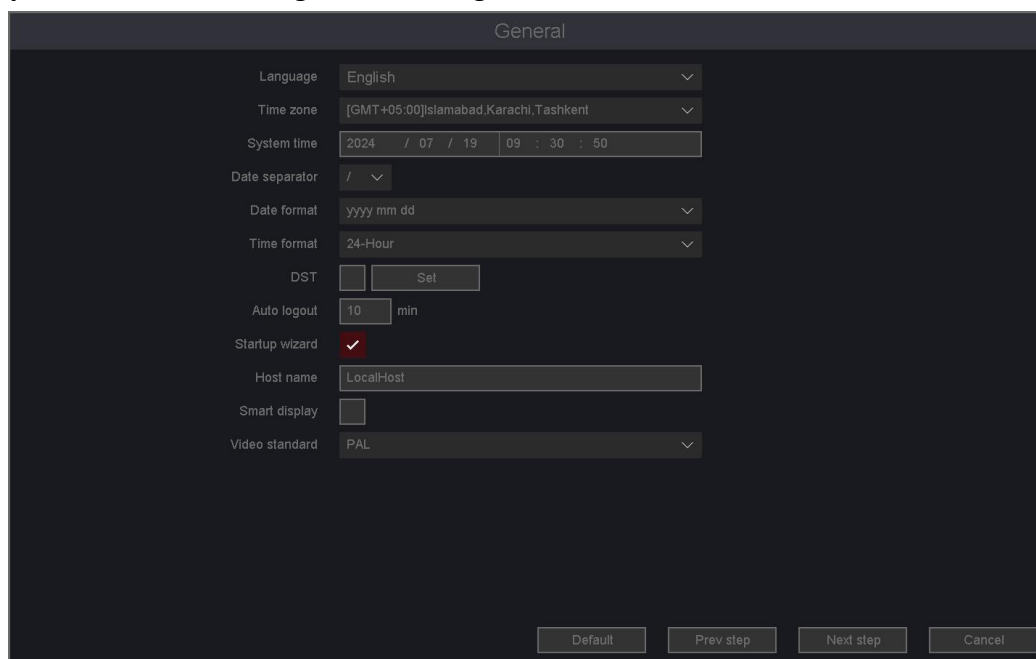 General
Language English
Time zone [GMT+05:00]Islamabad,Karachi,Tashkent
System time 2024 / 07 / 19 09 : 30 : 50
Date separator /
Date format yyyy mm dd
Time format 24-Hour
DST Set
Auto logout 10 min
Startup wizard
Host name LocalHost
Smart display
Video standard PAL
Default Prev step Next step Cancel